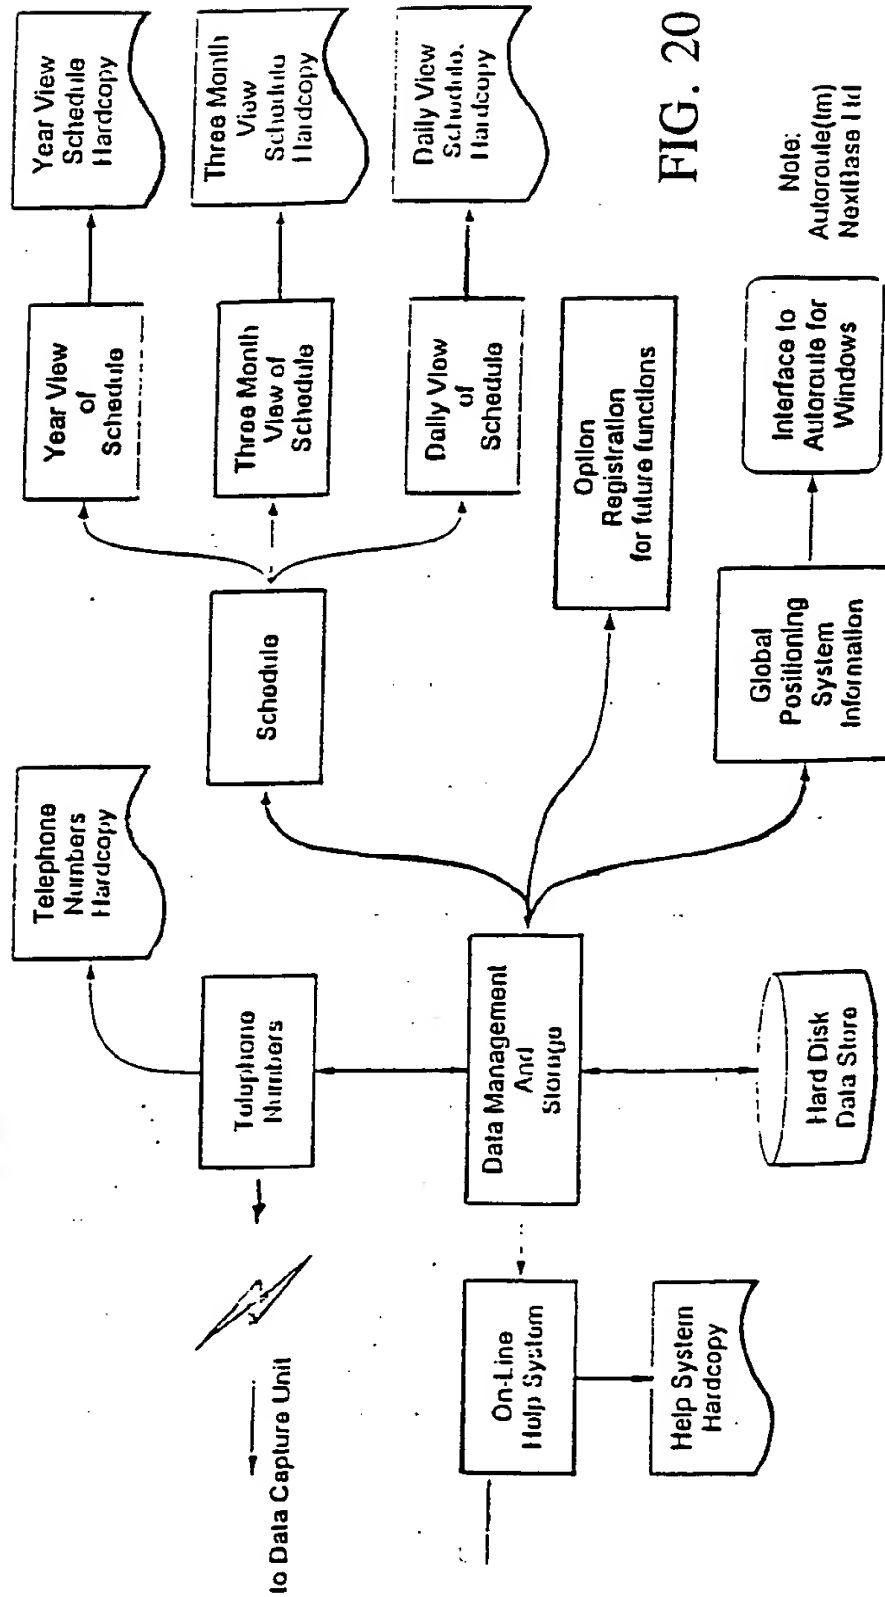 Year View
Schedule
Hardcopy
Three Month
View
Schedule
Hardcopy
Daily View
Schedule.
Hardcopy
Year View
of
Schedule
Three Month
View of
Schedule
Daily View
of
Schedule
Option
Registration
for future functions
Interface to
Autoroute for
Windows
FIG. 20
Note:
Autoroute(tm)
NextBase Ltd
Schedule
Global
Positioning
System
Information
Telephone
Numbers
Hardcopy
Telephone
Numbers
Data Management
And
Storage
Hard Disk
Data Store
to Data Capture Unit
On-Line
Help System
Help System
Hardcopy